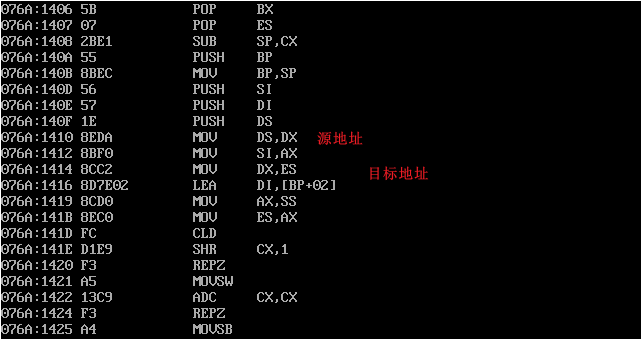 076A:1406 5B POP BX
076A:1407 07 POP ES
076A:1408 2BE1 SUB SP,CX
076A:140A 55 PUSH BP
076A:140B 8BEC MOV BP,SP
076A:140D 56 PUSH SI
076A:140E 57 PUSH DI
076A:140F 1E PUSH DS
076A:1410 8EDA MOV DS,DX 源地址
076A:1412 8BF0 MOV SI,AX
076A:1414 8CC2 MOV DX,ES 目标地址
076A:1416 8D7E02 LEA DI,[BP+02]
076A:1419 8CD0 MOV AX,SS
076A:141B 8EC0 MOV ES,AX
076A:141D FC CLD
076A:141E D1E9 SHR CX,1
076A:1420 F3 REPZ
076A:1421 A5 MOVSW
076A:1422 13C9 ADC CX,CX
076A:1424 F3 REPZ
076A:1425 A4 MOVSB